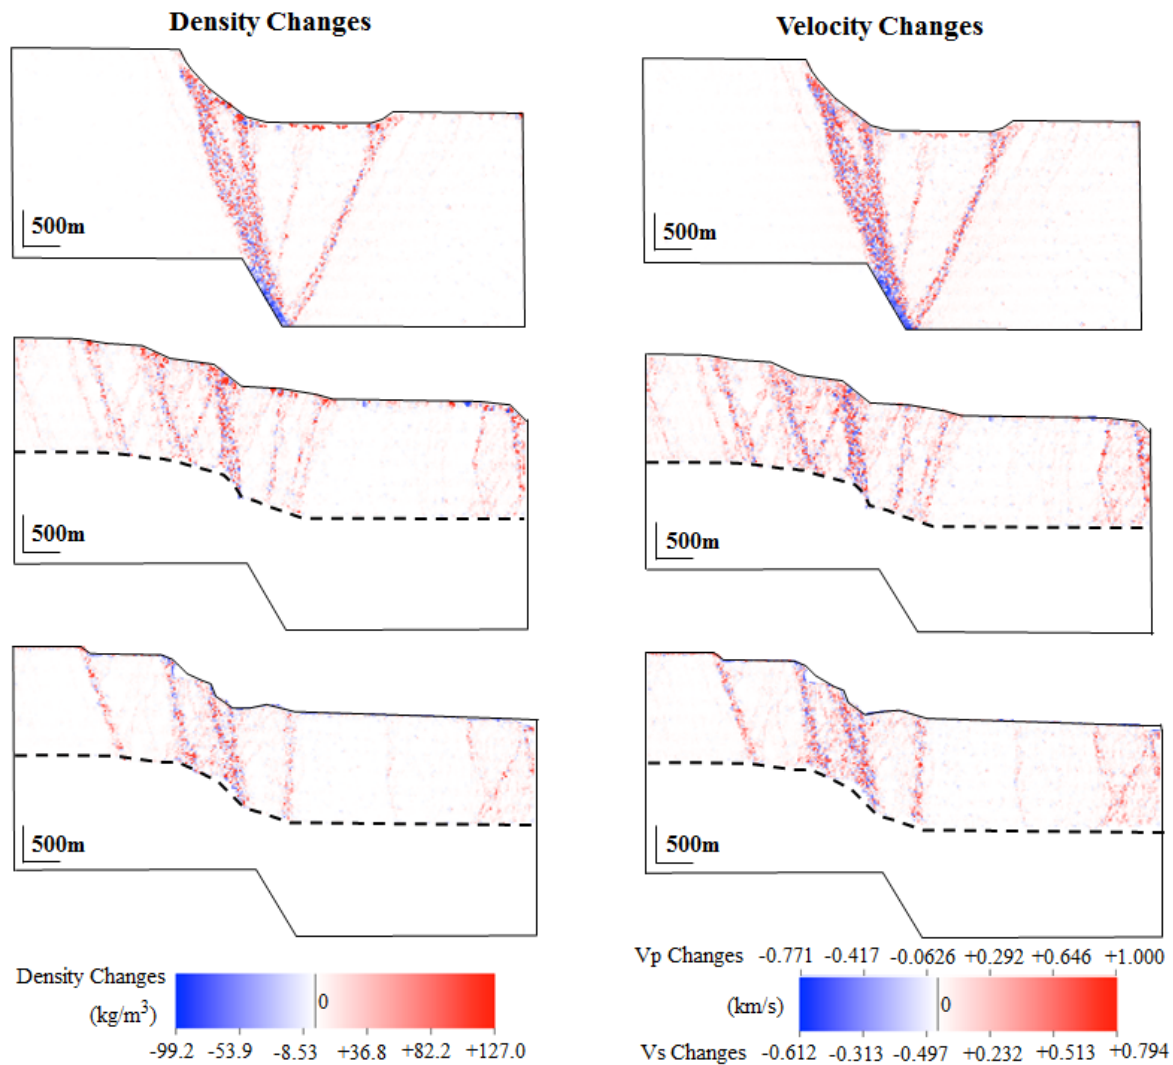 Density Changes
Velocity Changes
500m
500m
500m
500m
500m
500m
Vp Changes -0.771 -0.417 -0.0626 +0.292 +0.646 +1.000
Density Changes
(kg/m³)
0
(km/s)
0
-99.2 -53.9 -8.53 +36.8 +82.2 +127.0
Vs Changes -0.612 -0.313 -0.497 +0.232 +0.513 +0.794